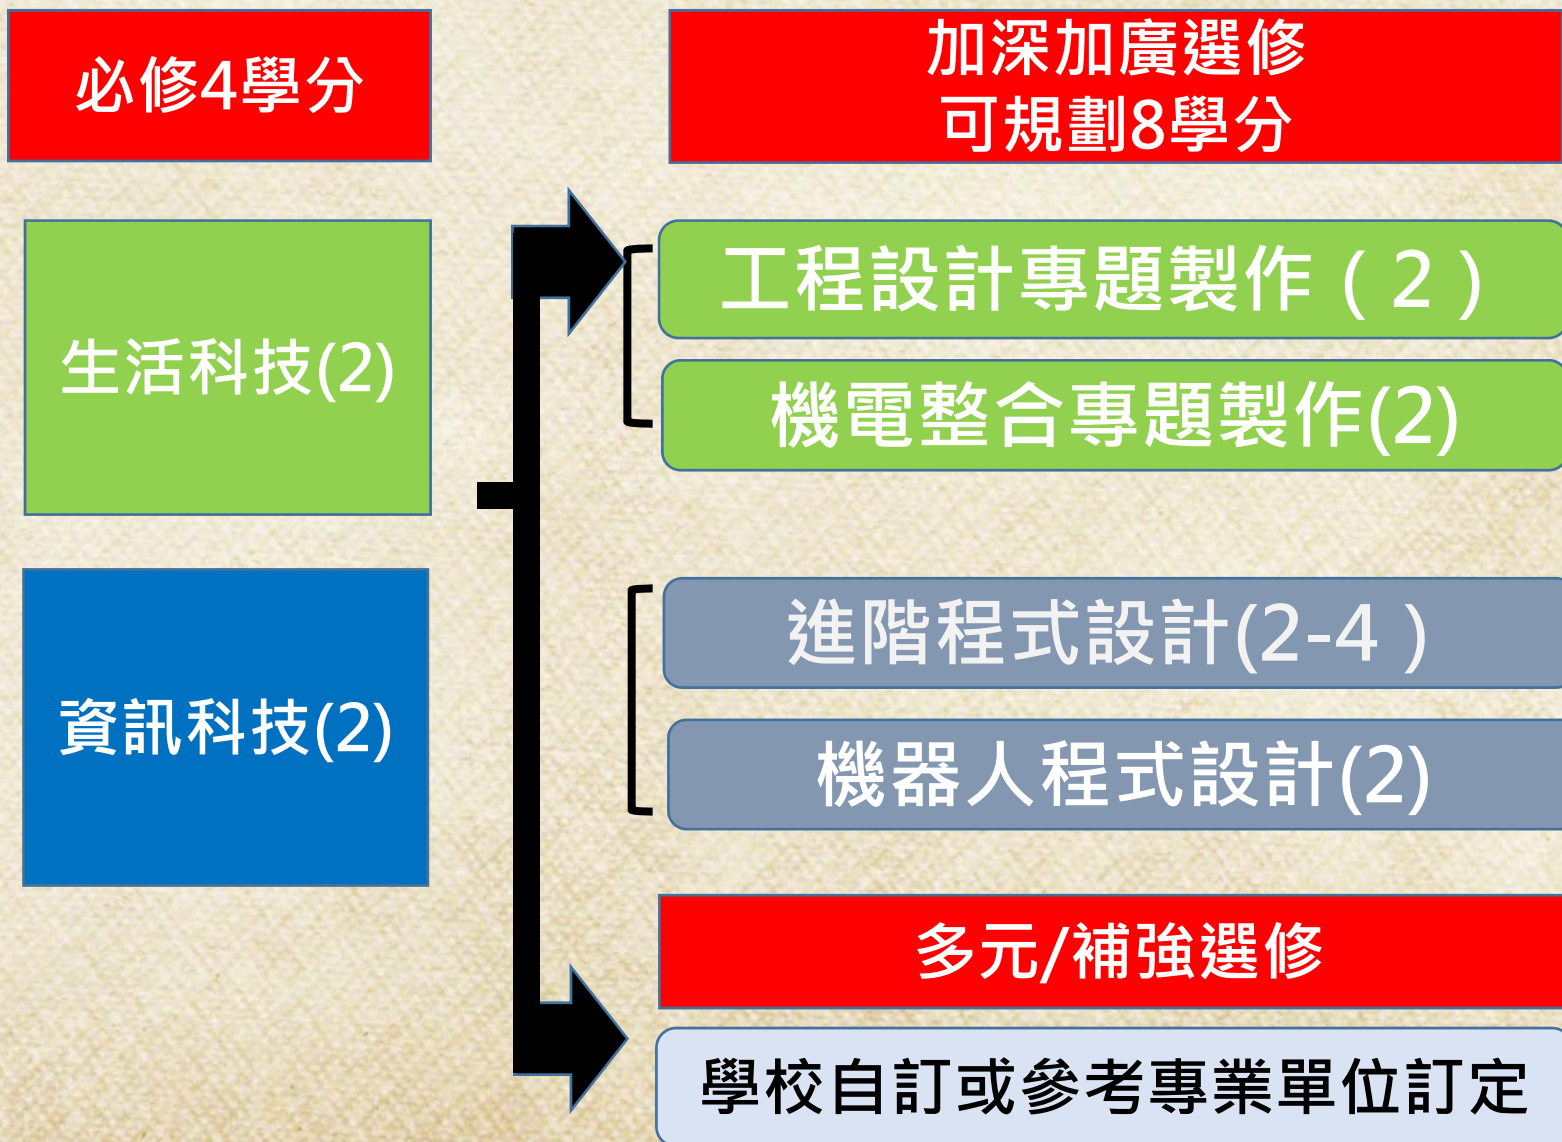 必修4學分
加深加廣選修
可規劃8學分
生活科技(2)
工程設計專題製作（2）
機電整合專題製作(2)
資訊科技(2)
進階程式設計(2-4 )
機器人程式設計(2)
多元/補強選修
學校自訂或參考專業單位訂定